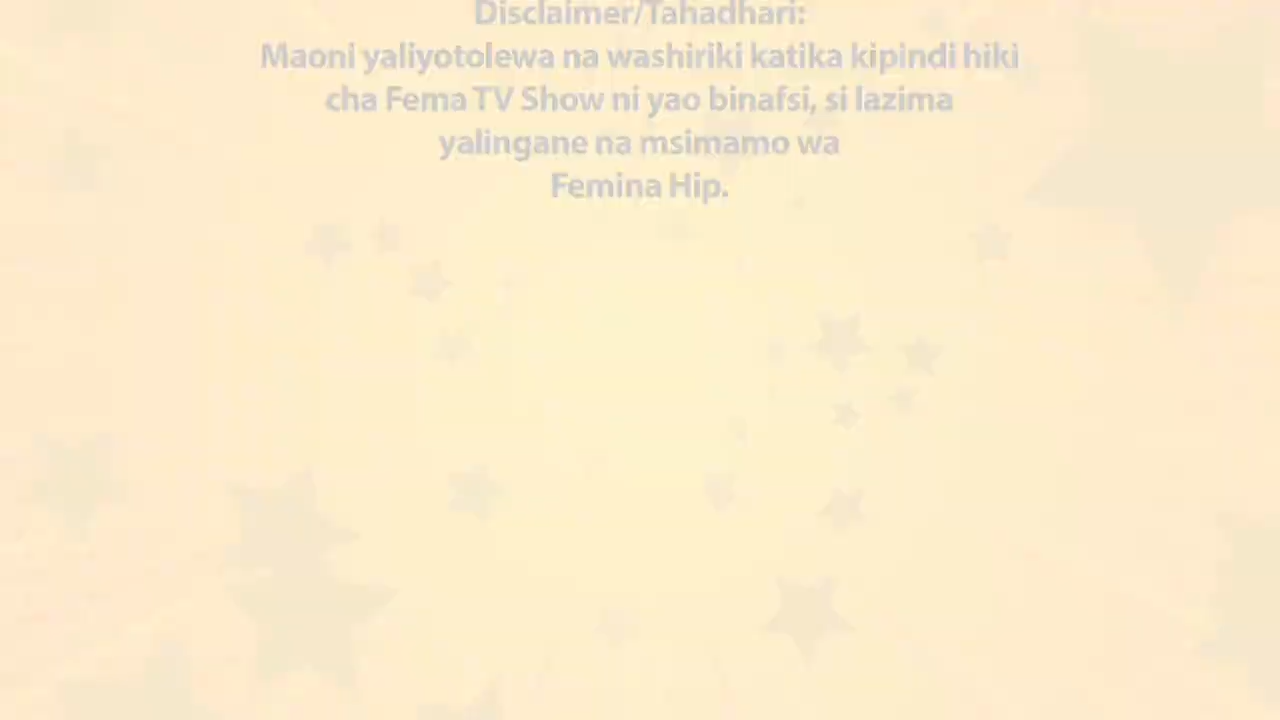 Disclaimer/Tahadhari:
Maoni yaliyotolewa na washiriki katika kipindi hiki
cha Fema TV Show ni yao binafsi, si lazima
yalingane na msimamo wa
Femina Hip.